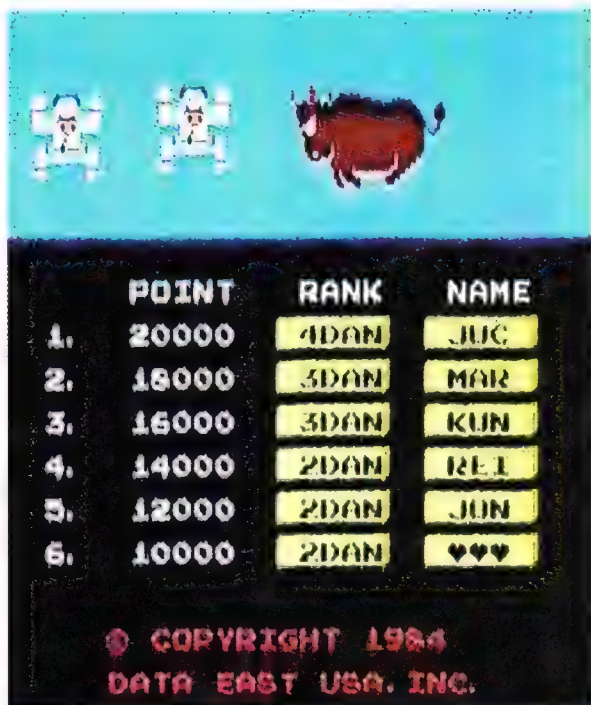 POINT RANK NAME
1. 20000 4DAN JUC
2. 18000 3DAN MAR
3. 16000 3DAN KUN
4. 14000 2DAN REI
5. 12000 2DAN JUN
6. 10000 2DAN ♥♥♥
© COPYRIGHT 1984
DATA EAST USA. INC.